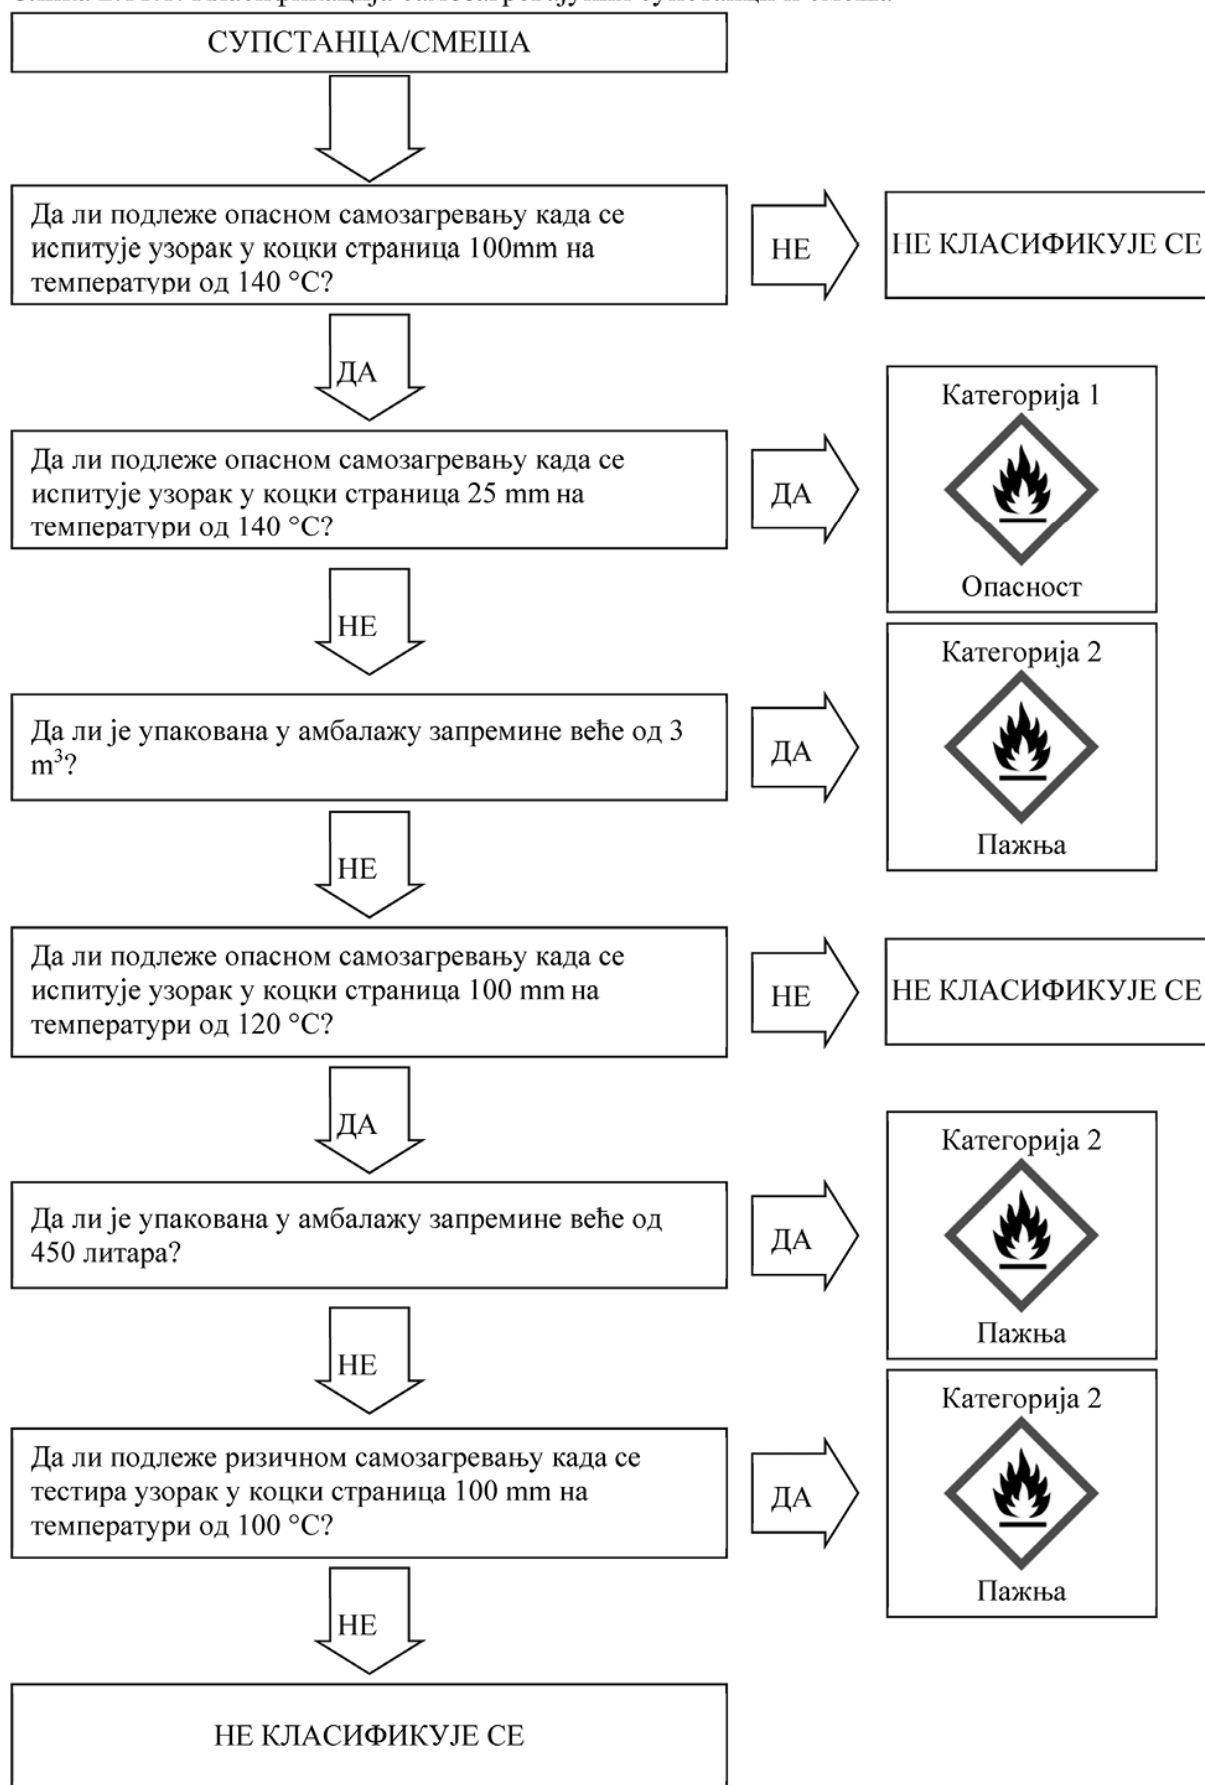 СУПСТАНЦА/СМЕША
Да ли подлеже опасном самозагревању када се
испитује узорак у коцки страница 100mm на
температури од 140 °C?
НЕ
НЕ КЛАСИФИКУЈЕ СЕ
ДА
Да ли подлеже опасном самозагревању када се
испитује узорак у коцки страница 25 mm на
температури од 140 °C?
ДА
Категорија 1
Опасност
НЕ
Да ли је упакована у амбалажу запремине веће од 3
m³?
ДА
Категорија 2
Пажња
НЕ
Да ли подлеже опасном самозагревању када се
испитује узорак у коцки страница 100 mm на
температури од 120 °C?
НЕ
НЕ КЛАСИФИКУЈЕ СЕ
ДА
Да ли је упакована у амбалажу запремине веће од
450 литара?
ДА
Категорија 2
Пажња
НЕ
Да ли подлеже ризичном самозагревању када се
тестира узорак у коцки страница 100 mm на
температури од 100 °C?
ДА
Категорија 2
Пажња
НЕ
НЕ КЛАСИФИКУЈЕ СЕ